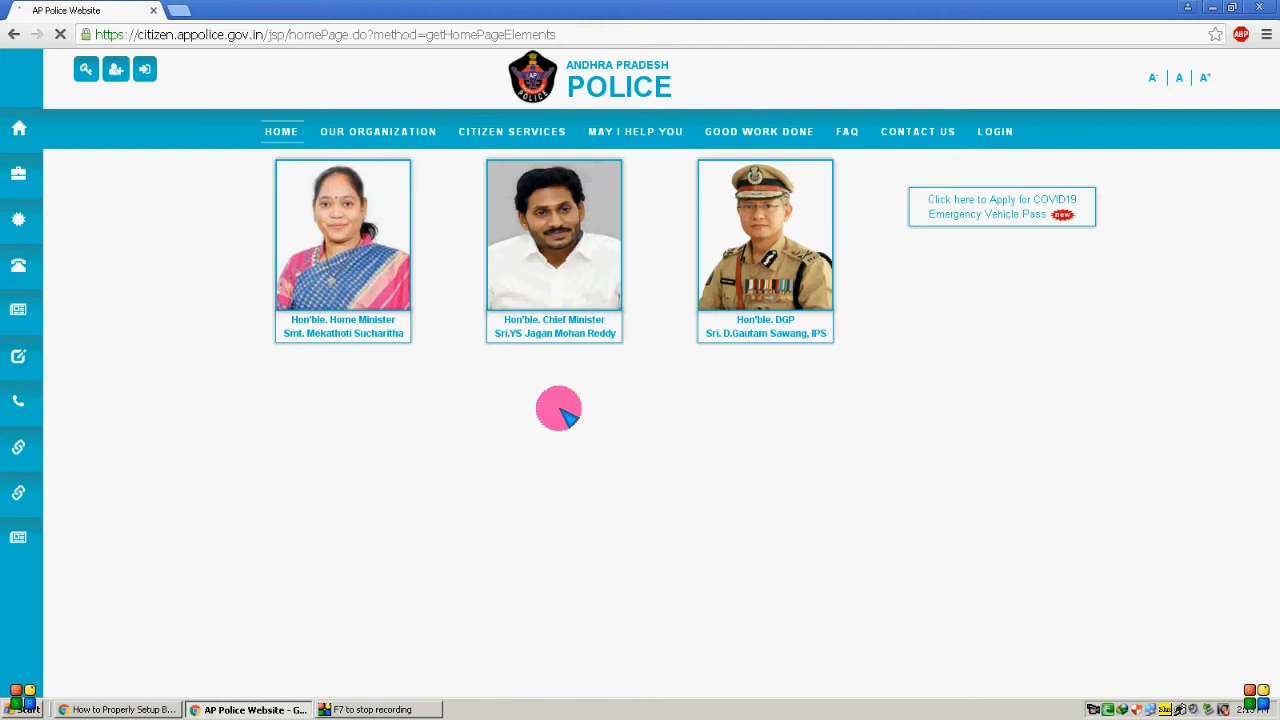 AP Police Website
https://citizen.appolice.gov.in/jsp/homePage.do?method=getHomePageElements
ABP
ANDHRA PRADESH
POLICE
AP
POLICE
A- A A+
HOME OUR ORGANIZATION CITIZEN SERVICES MAY I HELP YOU GOOD WORK DONE FAQ CONTACT US LOGIN
Click here to Apply for COVID19
Emergency Vehicle Pass new
Hon'ble. Home Minister
Smt. Mekathoti Sucharitha
Hon'ble. Chief Minister
Sri.YS Jagan Mohan Reddy
Hon'ble. DGP
Sri. D.Gautam Sawang, IPS
How to Properly Setup B... AP Police Website - G... F7 to stop recording